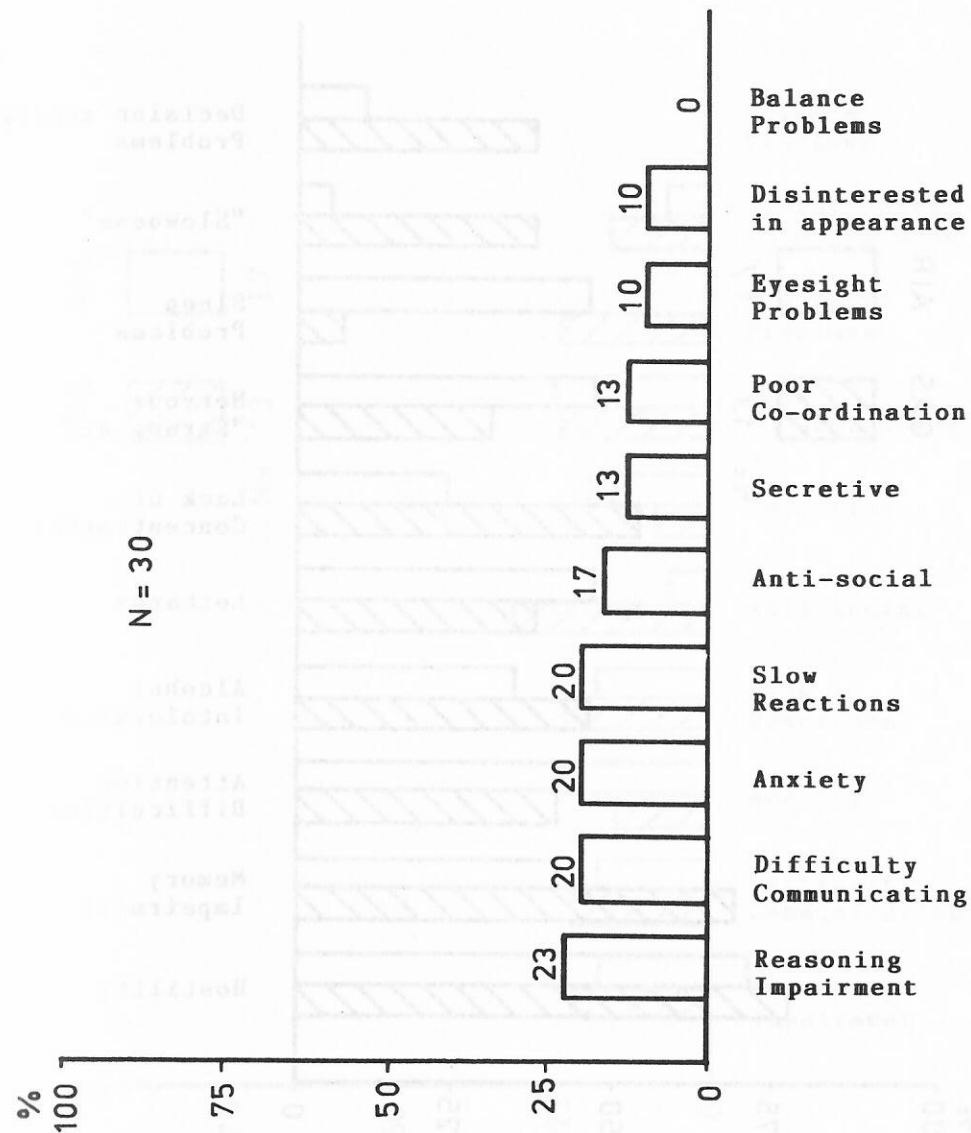 %
100
75
50
25
0
N = 30
23
20
20
20
17
13
13
10
10
0
Reasoning
Impairment
Difficulty
Communicating
Anxiety
Slow
Reactions
Anti-social
Secretive
Poor
Co-ordination
Eyesight
Problems
Disinterested
in appearance
Balance
Problems